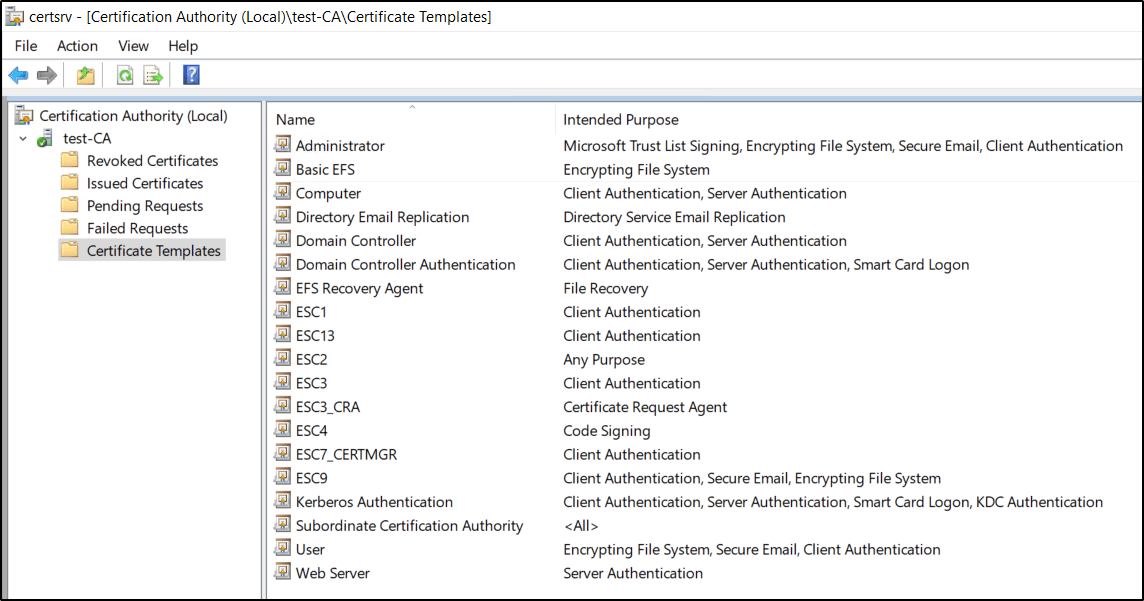 certsrv - [Certification Authority (Local)\test-CA\Certificate Templates]
File Action View Help
Certification Authority (Local)
test-CA
Revoked Certificates
Issued Certificates
Pending Requests
Failed Requests
Certificate Templates
Name Intended Purpose
Administrator Microsoft Trust List Signing, Encrypting File System, Secure Email, Client Authentication
Basic EFS Encrypting File System
Computer Client Authentication, Server Authentication
Directory Email Replication Directory Service Email Replication
Domain Controller Client Authentication, Server Authentication
Domain Controller Authentication Client Authentication, Server Authentication, Smart Card Logon
EFS Recovery Agent File Recovery
ESC1 Client Authentication
ESC13 Client Authentication
ESC2 Any Purpose
ESC3 Client Authentication
ESC3_CRA Certificate Request Agent
ESC4 Code Signing
ESC7_CERTMGR Client Authentication
ESC9 Client Authentication, Secure Email, Encrypting File System
Kerberos Authentication Client Authentication, Server Authentication, Smart Card Logon, KDC Authentication
Subordinate Certification Authority <All>
User Encrypting File System, Secure Email, Client Authentication
Web Server Server Authentication